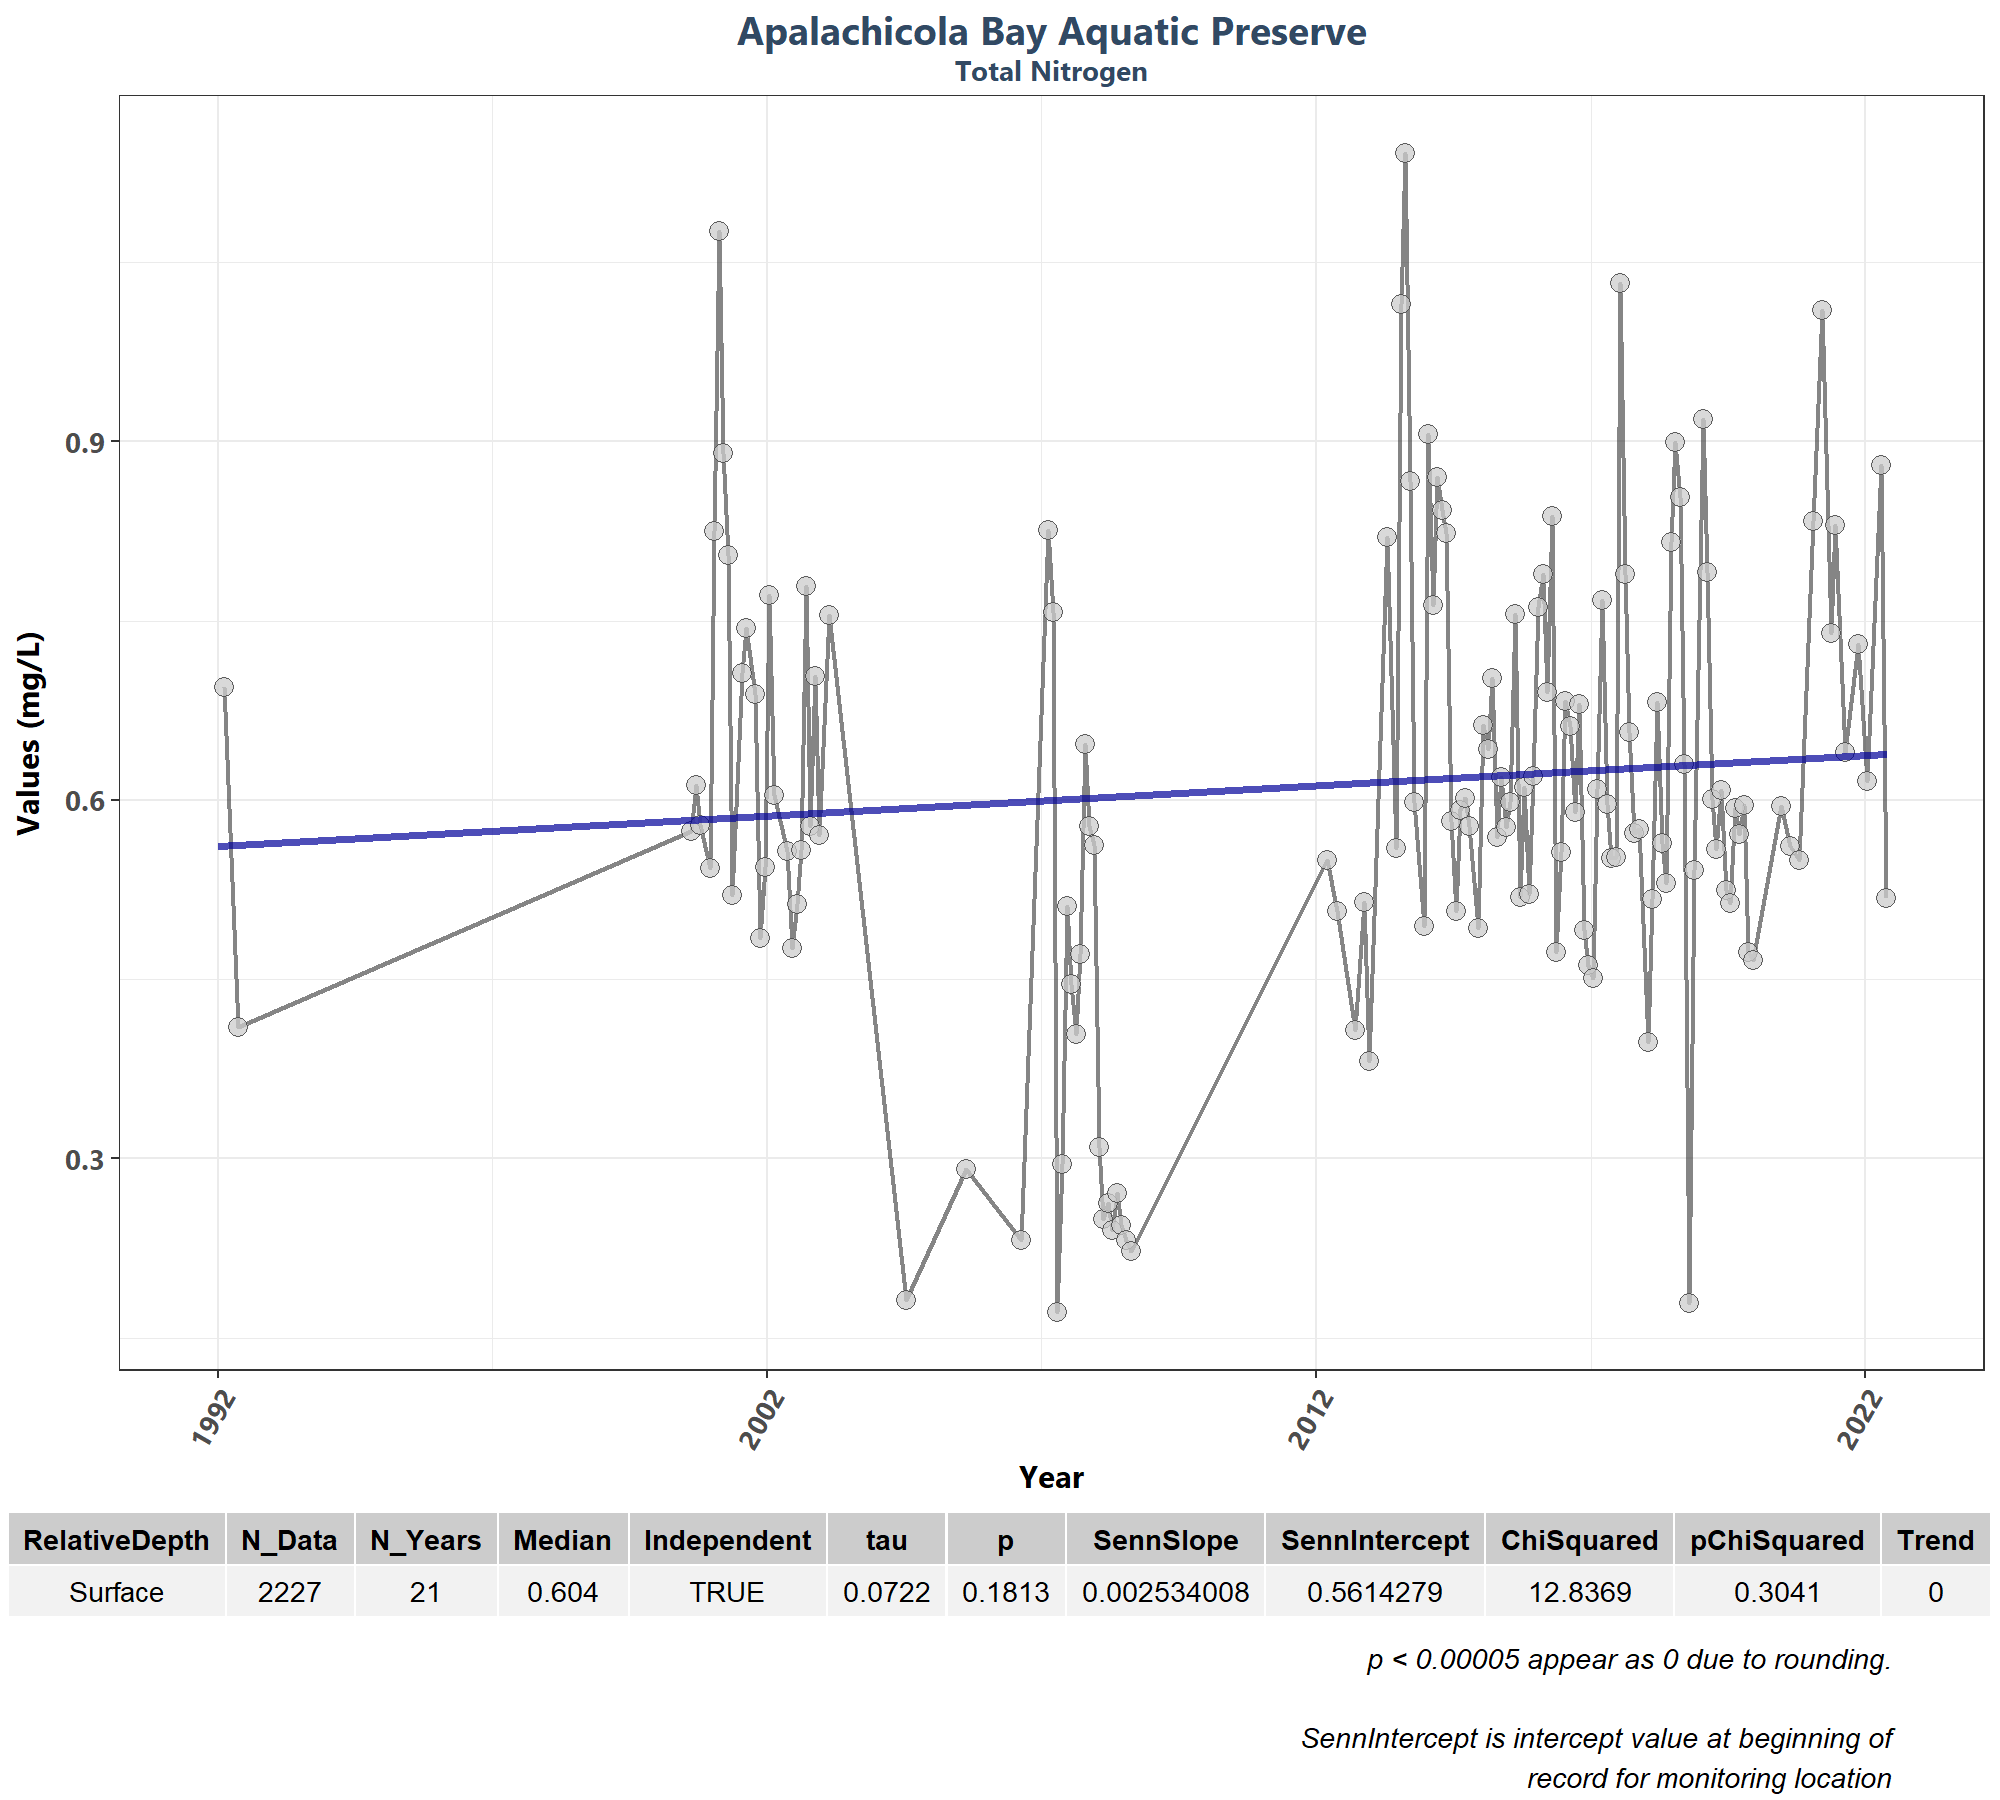 Apalachicola Bay Aquatic Preserve
Total Nitrogen
Values (mg/L)
0.9
0.6
0.3
1992
2002
2012
2022
Year
RelativeDepth N_Data N_Years Median Independent tau p SennSlope SennIntercept ChiSquared pChiSquared Trend
Surface 2227 21 0.604 TRUE 0.0722 0.1813 0.002534008 0.5614279 12.8369 0.3041 0
p < 0.00005 appear as 0 due to rounding.
SennIntercept is intercept value at beginning of
record for monitoring location